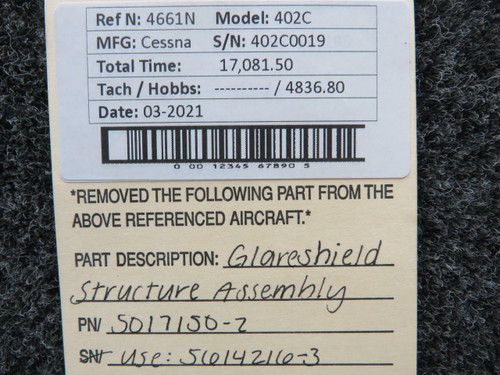 Ref N: 4661N Model: 402C
MFG: Cessna S/N: 402C0019
Total Time: 17,081.50
Tach / Hobbs: ---------- / 4836.80
Date: 03-2021
0 00 12345 67890 5
*REMOVED THE FOLLOWING PART FROM THE
ABOVE REFERENCED AIRCRAFT.*
PART DESCRIPTION: Glareshield
Structure Assembly
PN/ 5017150-2
SN/ Use: 5614216-3